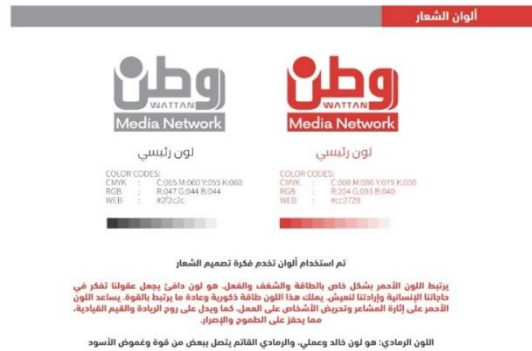 ألوان الشعار
وطن
WATTAN
Media Network
لون رئيسي
COLOR CODES:
CMYK : C:008 M:096 Y:079 K:000
RGB : R:204 G:093 B:040
WEB : #cc2728
وطن
WATTAN
Media Network
لون رئيسي
COLOR CODES:
CMYK : C:065 M:060 Y:055 K:060
RGB : R:047 G:044 B:044
WEB : #2f2c2c
تم استخدام ألوان تخدم فكرة تصميم الشعار
يرتبط اللون الأحمر بشكل خاص بالطاقة والشغف والفعل. هو لون دافئ يجعل عقولنا تفكر في
حاجاتنا الإنسانية وإرادتنا لنعيش. يملك هذا اللون طاقة ذكورية وعادة ما يرتبط بالقوة. يساعد اللون
الأحمر على إثارة المشاعر وتحريض الأشخاص على العمل. كما ويدل على روح الريادة والقيم القيادية.
مما يحفز على الطموح والإصرار.
اللون الرمادي: هو لون خالد وعملي. والرمادي القاتم يتصل ببعض من قوة وغموض الأسود